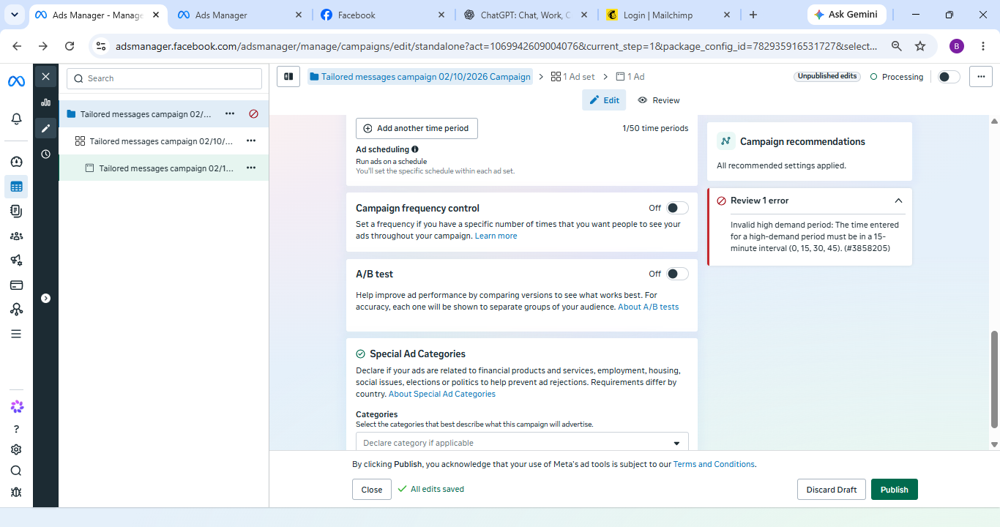 Ads Manager - Manage
Ads Manager
Facebook
ChatGPT: Chat, Work, C
Login | Mailchimp
Ask Gemini
adsmanager.facebook.com/adsmanager/manage/campaigns/edit/standalone?act=1069942609004076&current_step=1&package_config_id=782935916531727&select...
B
Search
Tailored messages campaign 02/10/2026 Campaign
1 Ad set
1 Ad
Unpublished edits
Processing
Edit
Review
Tailored messages campaign 02/...
Tailored messages campaign 02/10/...
Tailored messages campaign 02/1...
Add another time period
1/50 time periods
Ad scheduling
Run ads on a schedule
You'll set the specific schedule within each ad set.
Campaign frequency control
Off
Set a frequency if you have a specific number of times that you want people to see your
ads throughout your campaign. Learn more
A/B test
Off
Help improve ad performance by comparing versions to see what works best. For
accuracy, each one will be shown to separate groups of your audience. About A/B tests
Special Ad Categories
Declare if your ads are related to financial products and services, employment, housing,
social issues, elections or politics to help prevent ad rejections. Requirements differ by
country. About Special Ad Categories
Categories
Select the categories that best describe what this campaign will advertise.
Declare category if applicable
Campaign recommendations
All recommended settings applied.
Review 1 error
Invalid high demand period: The time entered
for a high-demand period must be in a 15-
minute interval (0, 15, 30, 45). (#3858205)
By clicking Publish, you acknowledge that your use of Meta's ad tools is subject to our Terms and Conditions.
Close
All edits saved
Discard Draft
Publish